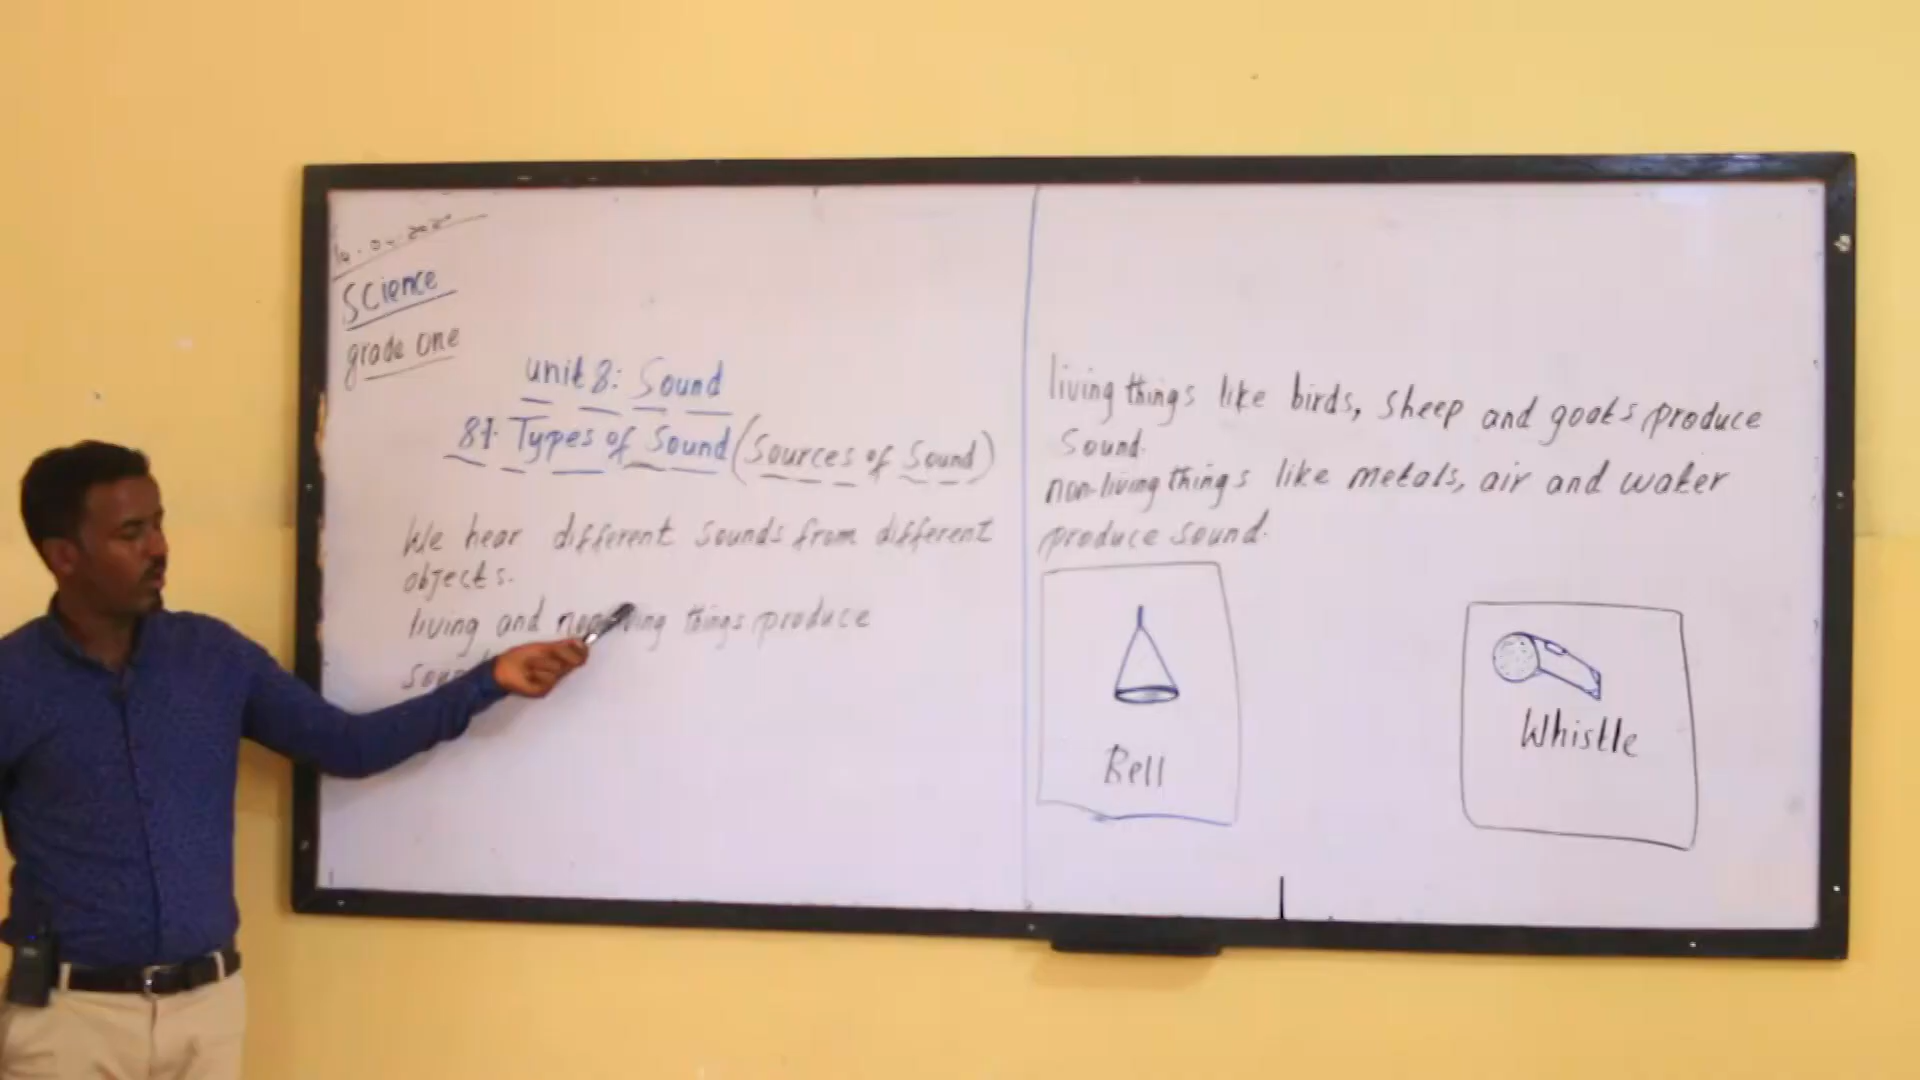 Science
grade one
unit 8: Sound
81. Types of Sound (Sources of Sound)
We hear different Sounds from different
objects.
living and things produce
living things like birds, sheep and goats produce
Sound.
non-living things like metals, air and water
produce sound.
Bell
Whistle